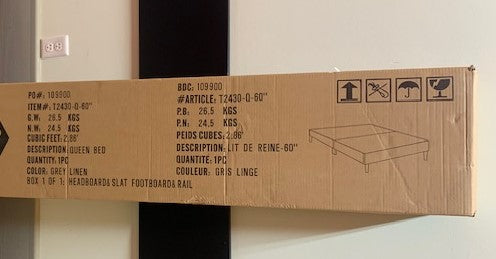 PO#: 109900
ITEM#: T2430-Q-60"
G.W: 26.5 KGS
N.W: 24.5 KGS
CUBIC FEET: 2.86'
DESCRIPTION: QUEEN BED
QUANTITY: 1PC
COLOR: GREY LINEN
BOX 1 OF 1: HEADBOARD& SLAT FOOTBOARD& RAIL
BDC: 109900
#ARTICLE: T2430-Q-60"
P.B: 26.5 KGS
P.N: 24.5 KGS
PEIDS CUBES: 2.86'
DESCRIPTION: LIT DE REINE-60"
QUANTITE: 1PC
COULEUR: GRIS LINGE